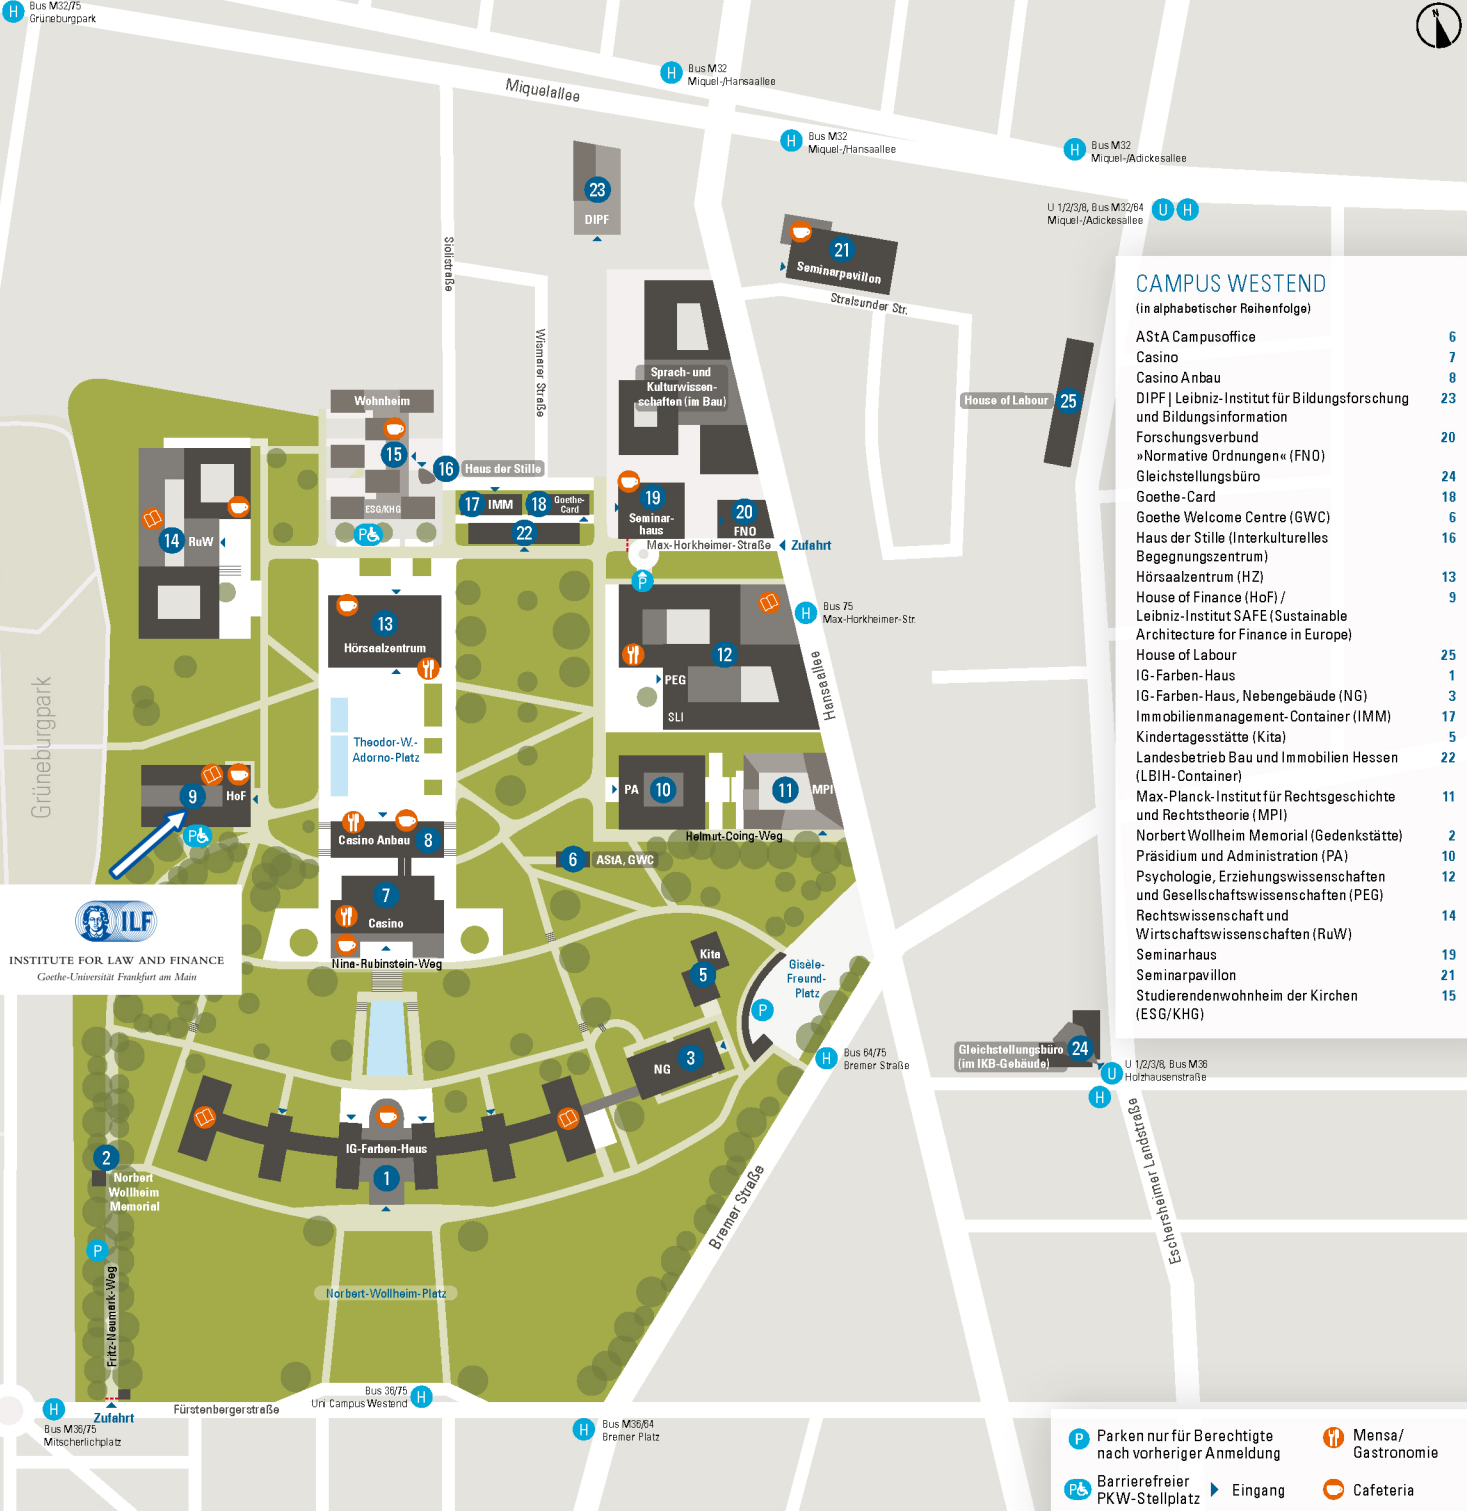 Bus M32/75
Grüneburgpark
N
H
Bus M32
Miquel-/Hansaallee
Miquelallee
H
Bus M32
Miquel-/Hansaallee
H
Bus M32
Miquel-/Adickesallee
U 1/2/3/8, Bus M32/64
Miquel-/Adickesallee
U
H
23
DIPF
21
Seminarpavillon
Stralsunder Str.
Siolistraße
Wismarer Straße
Sprach- und
Kulturwissen-
schaften (im Bau)
House of Labour
25
Wohnheim
15
16
Haus der Stille
ESG/KHG
17
IMM
18
Goethe-
Card
22
19
Seminar-
haus
20
FNO
Max-Horkheimer-Straße
Zufahrt
14
RuW
P
P
H
Bus 75
Max-Horkheimer-Str.
13
Hörsaalzentrum
12
PEG
SLI
Hansaallee
Grüneburgpark
Theodor-W.-
Adorno-Platz
9
HoF
P
PA
10
11
MPI
Helmut-Coing-Weg
Casino Anbau
8
6
AStA, GWC
7
Casino
Nina-Rubinstein-Weg
ILF
INSTITUTE FOR LAW AND FINANCE
Goethe-Universität Frankfurt am Main
Kita
5
Gisèle-
Freund-
Platz
P
NG
3
H
Bus 64/75
Bremer Straße
Gleichstellungsbüro
(im IKB-Gebäude)
24
U
U 1/2/3/8, Bus M36
Holzhausenstraße
H
IG-Farben-Haus
1
2
Norbert
Wollheim
Memorial
P
Fritz-Neumark-Weg
Norbert-Wollheim-Platz
Bremer Straße
Eschersheimer Landstraße
Zufahrt
Fürstenbergerstraße
H
Bus M36/75
Mitscherlichplatz
Bus 36/75
Uni Campus Westend
H
H
Bus M36/64
Bremer Platz
CAMPUS WESTEND
(in alphabetischer Reihenfolge)
AStA Campusoffice 6
Casino 7
Casino Anbau 8
DIPF | Leibniz-Institut für Bildungsforschung 23
und Bildungsinformation
Forschungsverbund 20
»Normative Ordnungen« (FNO)
Gleichstellungsbüro 24
Goethe-Card 18
Goethe Welcome Centre (GWC) 6
Haus der Stille (Interkulturelles 16
Begegnungszentrum)
Hörsaalzentrum (HZ) 13
House of Finance (HoF) / 9
Leibniz-Institut SAFE (Sustainable
Architecture for Finance in Europe)
House of Labour 25
IG-Farben-Haus 1
IG-Farben-Haus, Nebengebäude (NG) 3
Immobilienmanagement-Container (IMM) 17
Kindertagesstätte (Kita) 5
Landesbetrieb Bau und Immobilien Hessen 22
(LBIH-Container)
Max-Planck-Institut für Rechtsgeschichte 11
und Rechtstheorie (MPI)
Norbert Wollheim Memorial (Gedenkstätte) 2
Präsidium und Administration (PA) 10
Psychologie, Erziehungswissenschaften 12
und Gesellschaftswissenschaften (PEG)
Rechtswissenschaft und 14
Wirtschaftswissenschaften (RuW)
Seminarhaus 19
Seminarpavillon 21
Studierendenwohnheim der Kirchen 15
(ESG/KHG)
P
Parken nur für Berechtigte
nach vorheriger Anmeldung
Mensa/
Gastronomie
P
Barrierefreier
PKW-Stellplatz
Eingang
Cafeteria